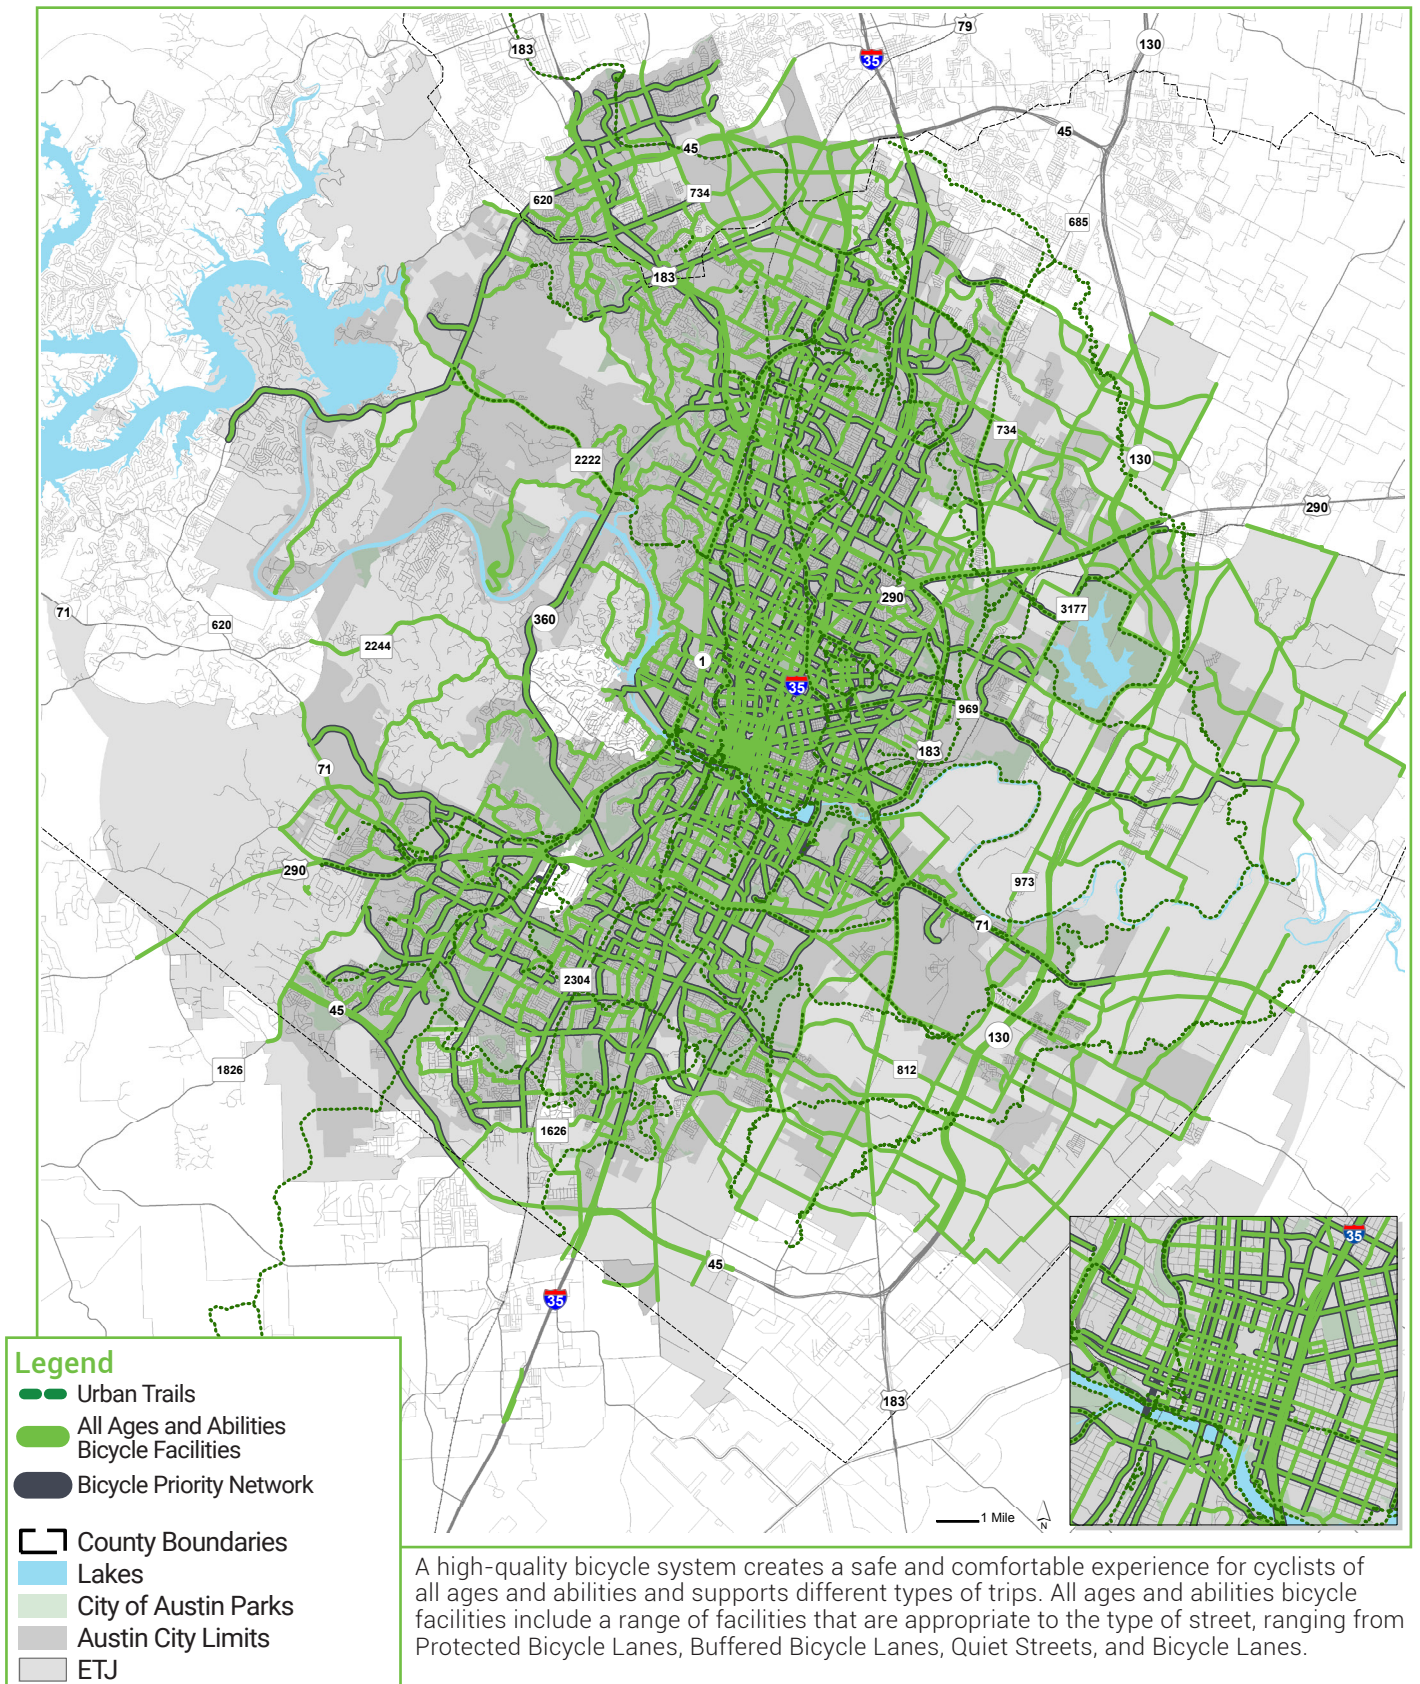 183
79
35
130
45
45
620
734
685
183
2222
734
130
290
71
620
2244
360
290
3177
1
35
969
183
71
290
973
71
2304
45
130
812
1826
1626
45
35
183
35
1 Mile
N
Legend
Urban Trails
All Ages and Abilities
Bicycle Facilities
Bicycle Priority Network
County Boundaries
Lakes
City of Austin Parks
Austin City Limits
ETJ
A high-quality bicycle system creates a safe and comfortable experience for cyclists of
all ages and abilities and supports different types of trips. All ages and abilities bicycle
facilities include a range of facilities that are appropriate to the type of street, ranging from
Protected Bicycle Lanes, Buffered Bicycle Lanes, Quiet Streets, and Bicycle Lanes.